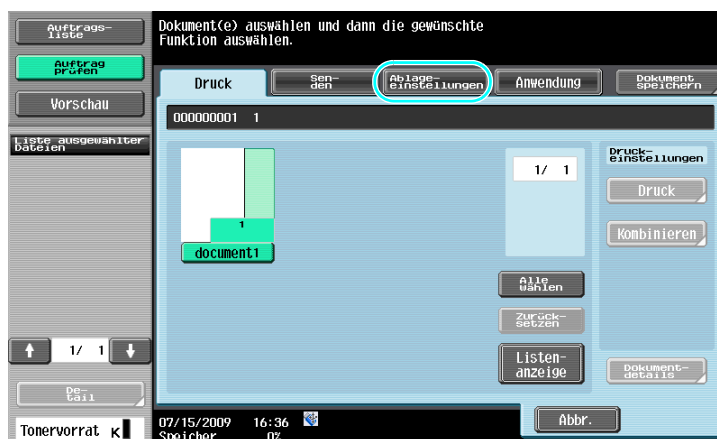 Auftrags-
liste
Auftrag
prüfen
Vorschau
Liste ausgewählter
Dateien
1/ 1
De-
tail
Tonervorrat K
Dokument(e) auswählen und dann die gewünschte
Funktion auswählen.
Druck
Sen-
den
Ablage-
einstellungen
Anwendung
Dokument
speichern
000000001 1
1
document1
1/ 1
Alle
wählen
Zurück-
setzen
Listen-
anzeige
Druck-
einstellungen
Druck
Kombinieren
Dokument-
details
07/15/2009 16:36
Speicher 0%
Abbr.